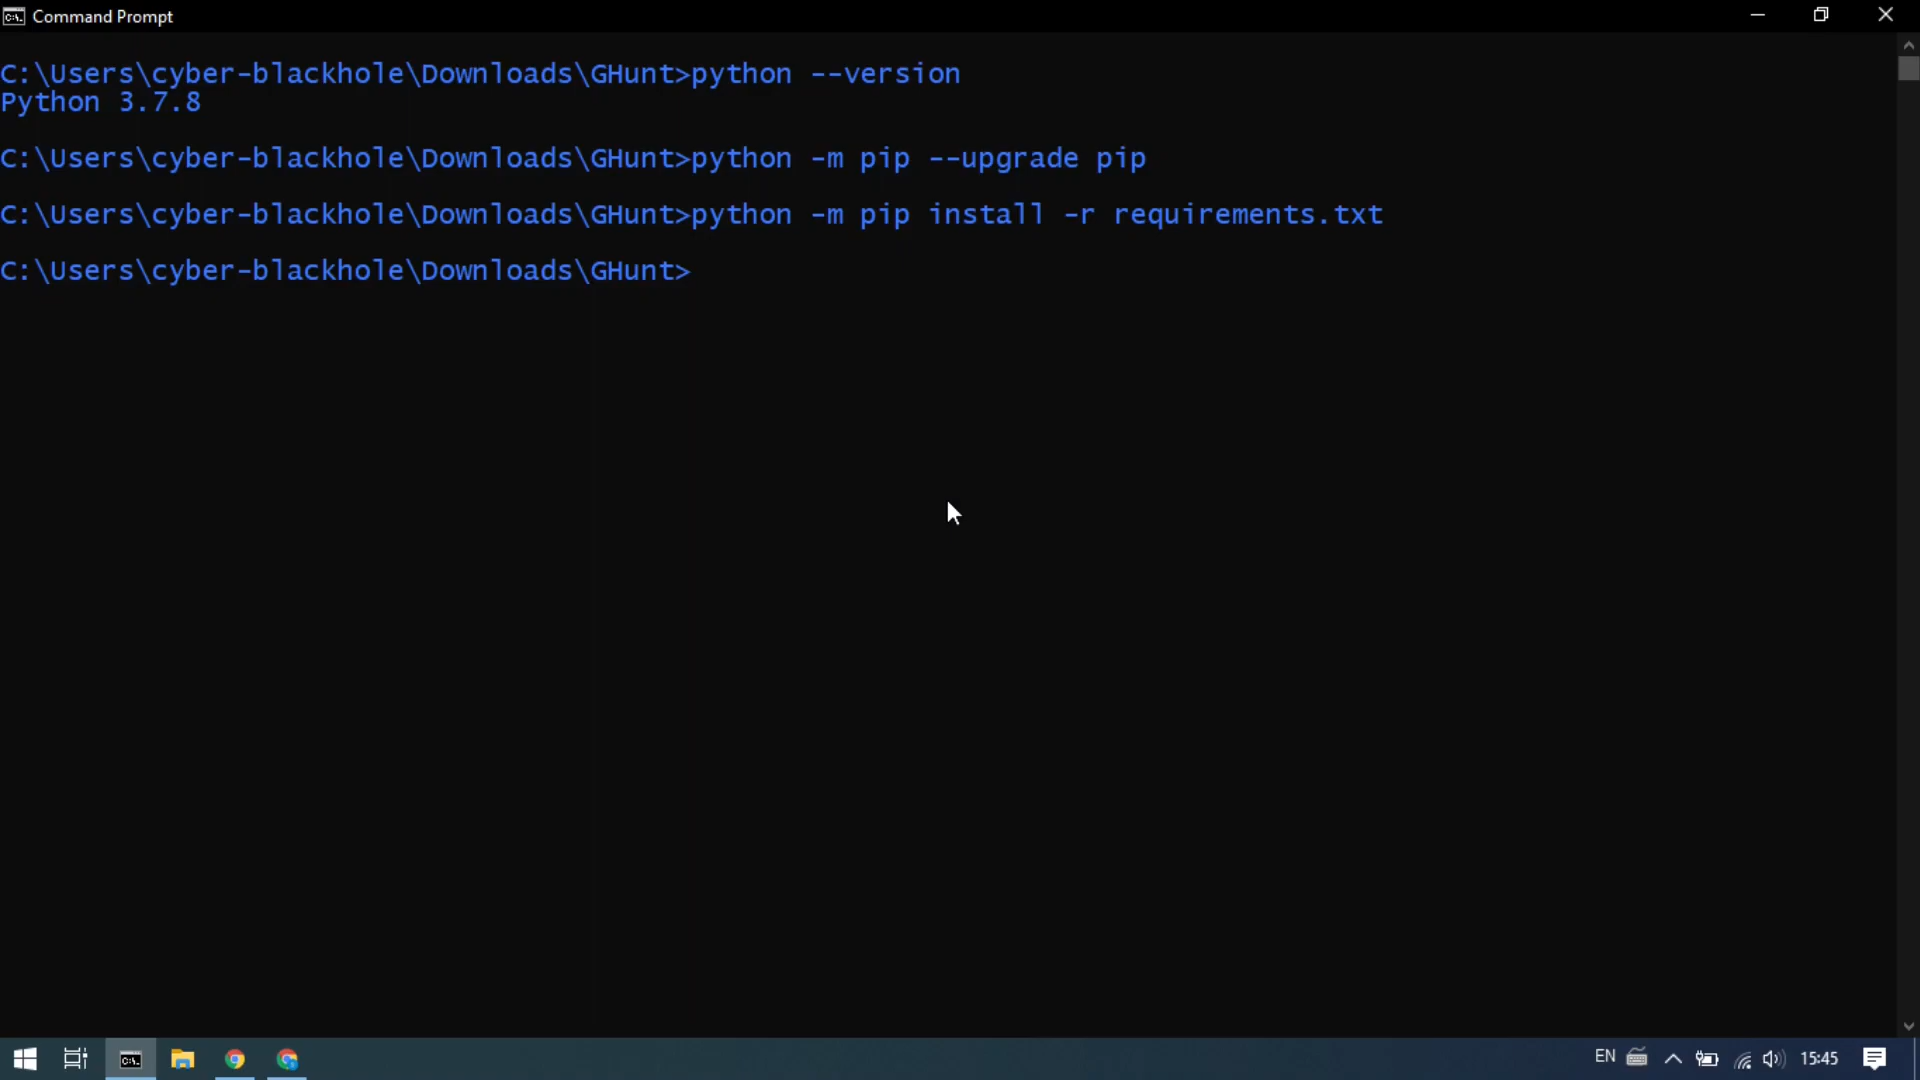 Command Prompt
C:\Users\cyber-blackhole\Downloads\GHunt>python --version
Python 3.7.8
C:\Users\cyber-blackhole\Downloads\GHunt>python -m pip --upgrade pip
C:\Users\cyber-blackhole\Downloads\GHunt>python -m pip install -r requirements.txt
C:\Users\cyber-blackhole\Downloads\GHunt>
EN 15:45